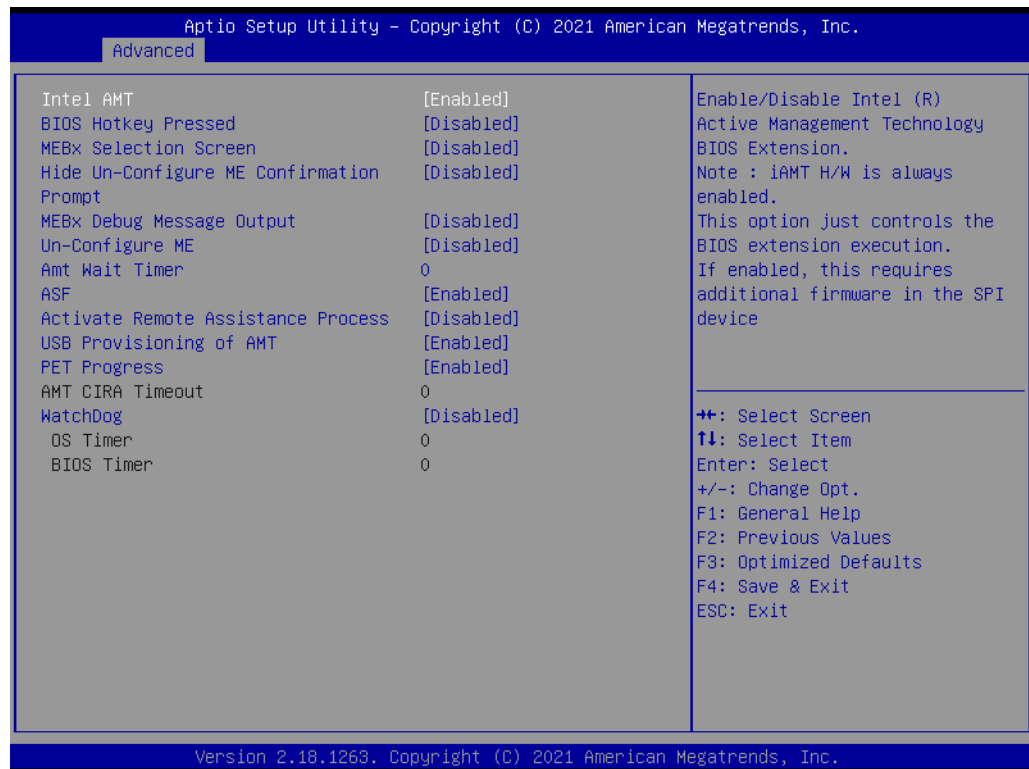 Aptio Setup Utility – Copyright (C) 2021 American Megatrends, Inc.
Advanced
Intel AMT [Enabled]
BIOS Hotkey Pressed [Disabled]
MEBx Selection Screen [Disabled]
Hide Un-Configure ME Confirmation [Disabled]
Prompt
MEBx Debug Message Output [Disabled]
Un-Configure ME [Disabled]
Amt Wait Timer 0
ASF [Enabled]
Activate Remote Assistance Process [Disabled]
USB Provisioning of AMT [Enabled]
PET Progress [Enabled]
AMT CIRA Timeout 0
WatchDog [Disabled]
OS Timer 0
BIOS Timer 0
Enable/Disable Intel (R)
Active Management Technology
BIOS Extension.
Note : iAMT H/W is always
enabled.
This option just controls the
BIOS extension execution.
If enabled, this requires
additional firmware in the SPI
device
→←: Select Screen
↑↓: Select Item
Enter: Select
+/-: Change Opt.
F1: General Help
F2: Previous Values
F3: Optimized Defaults
F4: Save & Exit
ESC: Exit
Version 2.18.1263. Copyright (C) 2021 American Megatrends, Inc.